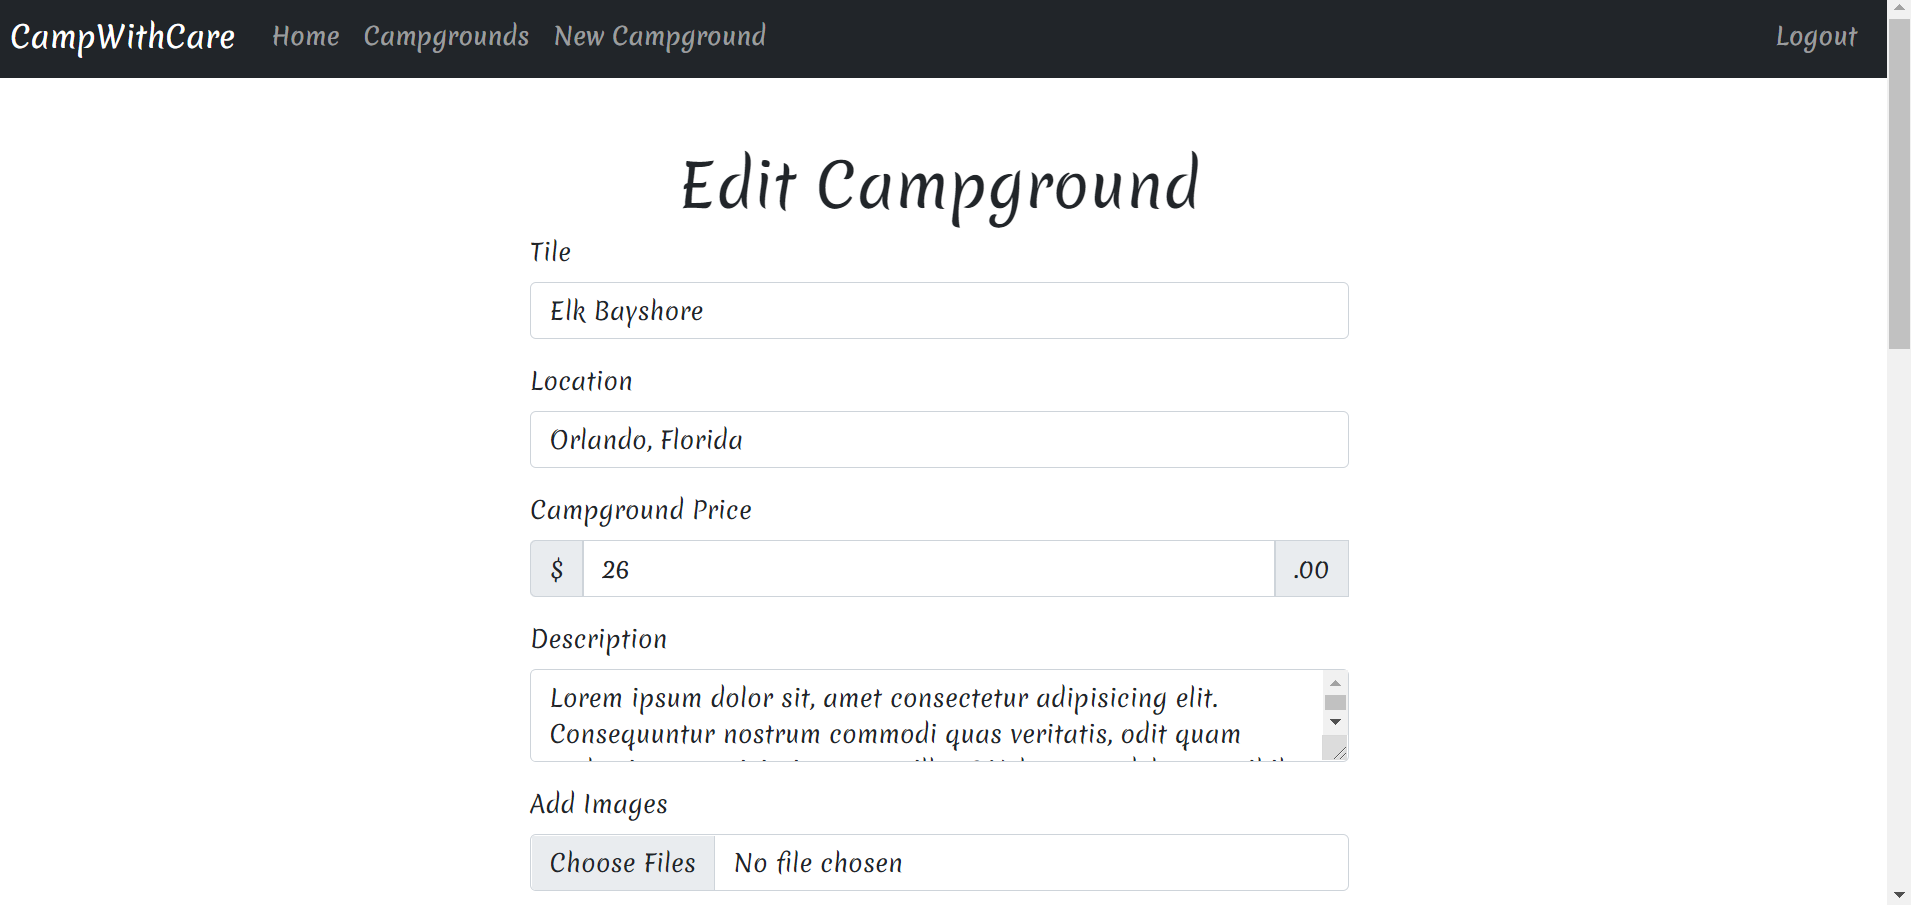 CampWithCare Home Campgrounds New Campground Logout
Edit Campground
Tile
Elk Bayshore
Location
Orlando, Florida
Campground Price
$ 26 .00
Description
Lorem ipsum dolor sit, amet consectetur adipisicing elit.
Consequuntur nostrum commodi quas veritatis, odit quam
Add Images
Choose Files No file chosen